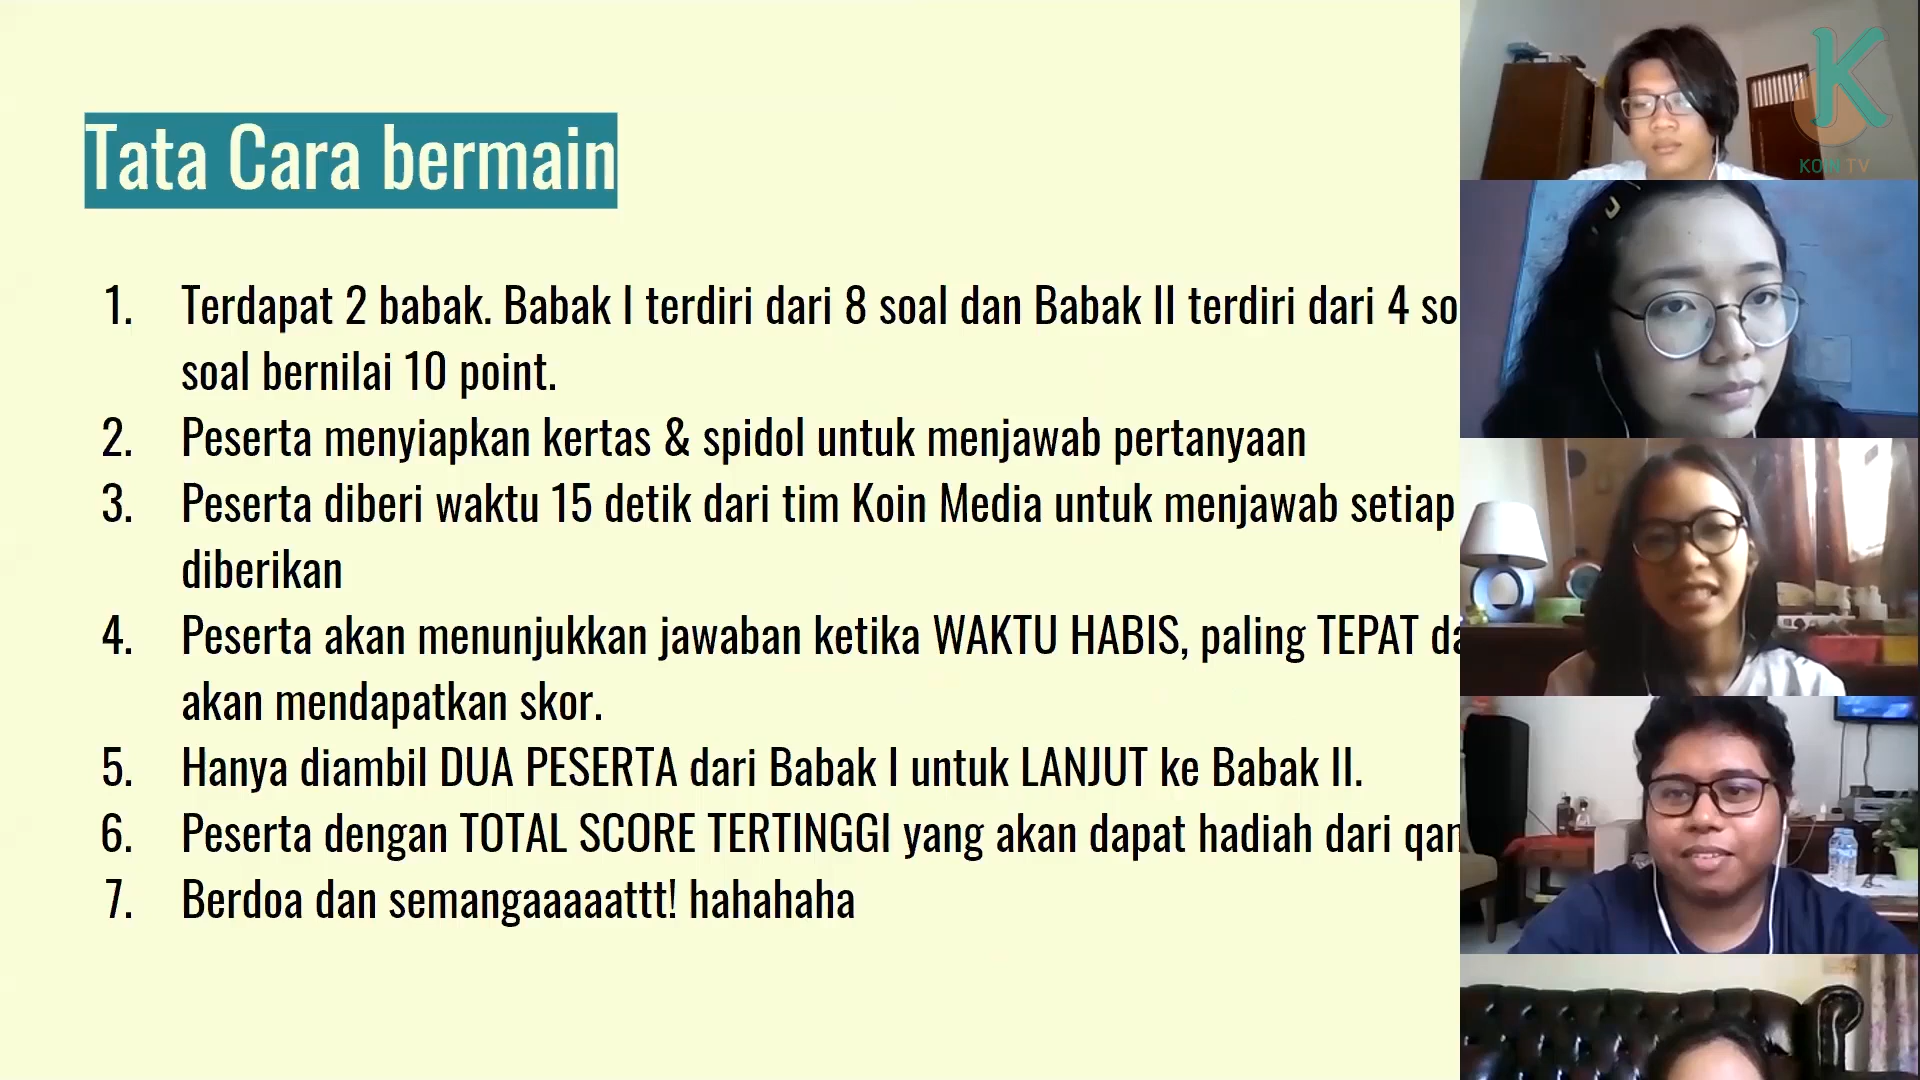 Tata Cara bermain
1. Terdapat 2 babak. Babak I terdiri dari 8 soal dan Babak II terdiri dari 4 so
soal bernilai 10 point.
2. Peserta menyiapkan kertas & spidol untuk menjawab pertanyaan
3. Peserta diberi waktu 15 detik dari tim Koin Media untuk menjawab setiap
diberikan
4. Peserta akan menunjukkan jawaban ketika WAKTU HABIS, paling TEPAT da
akan mendapatkan skor.
5. Hanya diambil DUA PESERTA dari Babak I untuk LANJUT ke Babak II.
6. Peserta dengan TOTAL SCORE TERTINGGI yang akan dapat hadiah dari qan
7. Berdoa dan semangaaaaattt! hahahaha
K
KOIN TV